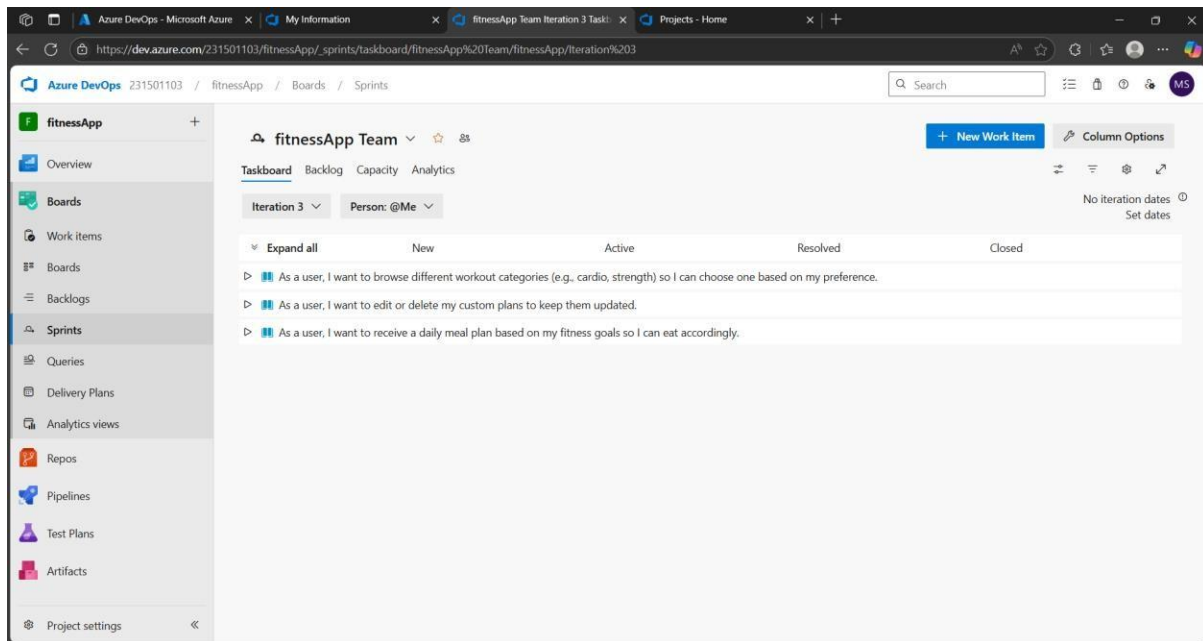 Azure DevOps - Microsoft Azure
My Information
fitnessApp Team Iteration 3 Taskb
Projects - Home
https://dev.azure.com/231501103/fitnessApp/_sprints/taskboard/fitnessApp%20Team/fitnessApp/Iteration%203
Azure DevOps 231501103 / fitnessApp / Boards / Sprints
Search
MS
F fitnessApp +
Overview
Boards
Work items
Boards
Backlogs
Sprints
Queries
Delivery Plans
Analytics views
Repos
Pipelines
Test Plans
Artifacts
Project settings
fitnessApp Team
+ New Work Item
Column Options
Taskboard Backlog Capacity Analytics
Iteration 3
Person: @Me
No iteration dates
Set dates
Expand all New Active Resolved Closed
As a user, I want to browse different workout categories (e.g., cardio, strength) so I can choose one based on my preference.
As a user, I want to edit or delete my custom plans to keep them updated.
As a user, I want to receive a daily meal plan based on my fitness goals so I can eat accordingly.